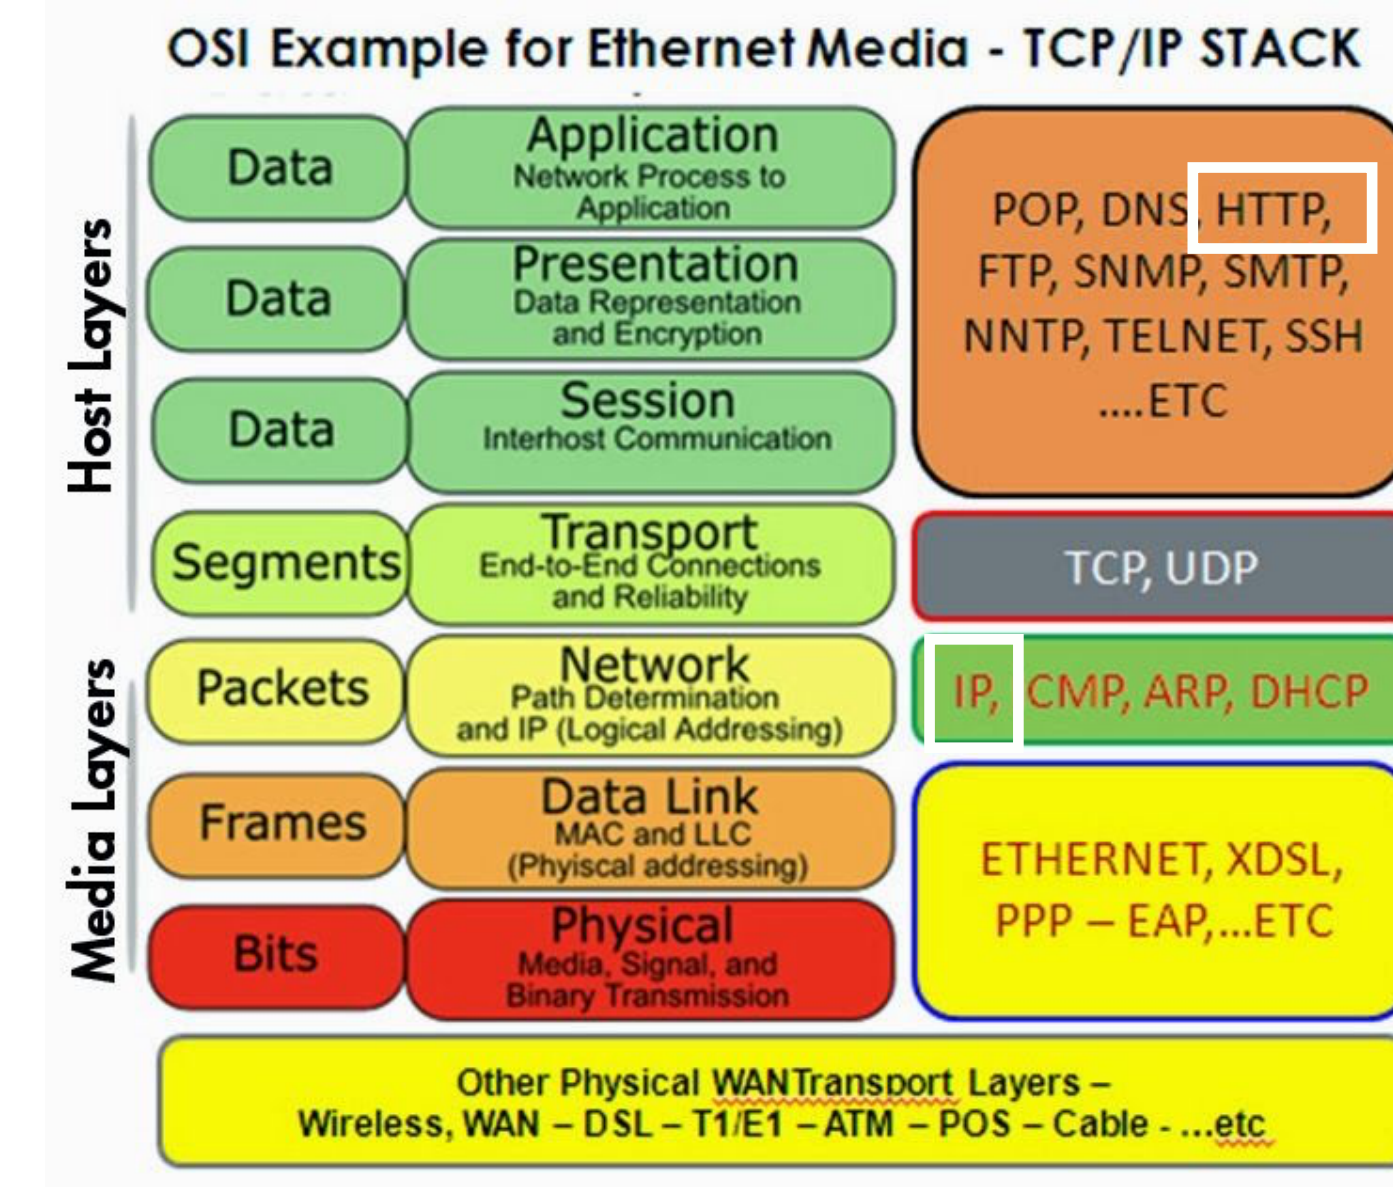 OSI Example for Ethernet Media - TCP/IP STACK
Host Layers
Data
Application
Network Process to
Application
Data
Presentation
Data Representation
and Encryption
Data
Session
Interhost Communication
Segments
Transport
End-to-End Connections
and Reliability
POP, DNS, HTTP,
FTP, SNMP, SMTP,
NNTP, TELNET, SSH
....ETC
TCP, UDP
Media Layers
Packets
Network
Path Determination
and IP (Logical Addressing)
IP, CMP, ARP, DHCP
Frames
Data Link
MAC and LLC
(Phyiscal addressing)
Bits
Physical
Media, Signal, and
Binary Transmission
ETHERNET, XDSL,
PPP – EAP,...ETC
Other Physical WANTransport Layers –
Wireless, WAN – DSL – T1/E1 – ATM – POS – Cable - ...etc